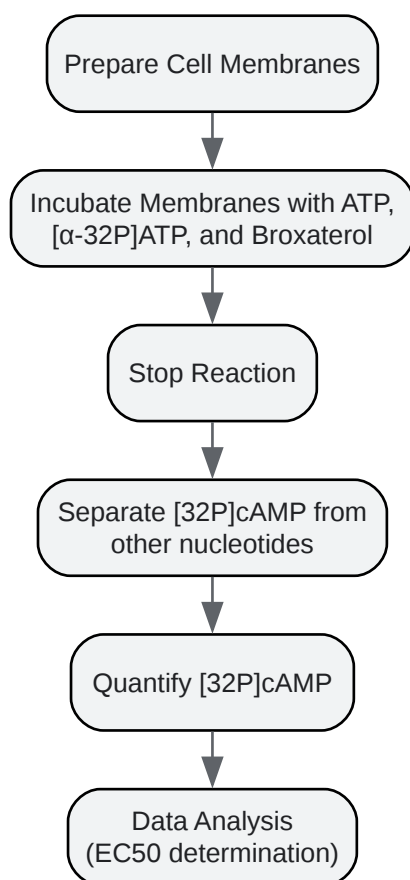 Prepare Cell Membranes
Incubate Membranes with ATP,
[α-32P]ATP, and Broxaterol
Stop Reaction
Separate [32P]cAMP from
other nucleotides
Quantify [32P]cAMP
Data Analysis
(EC50 determination)